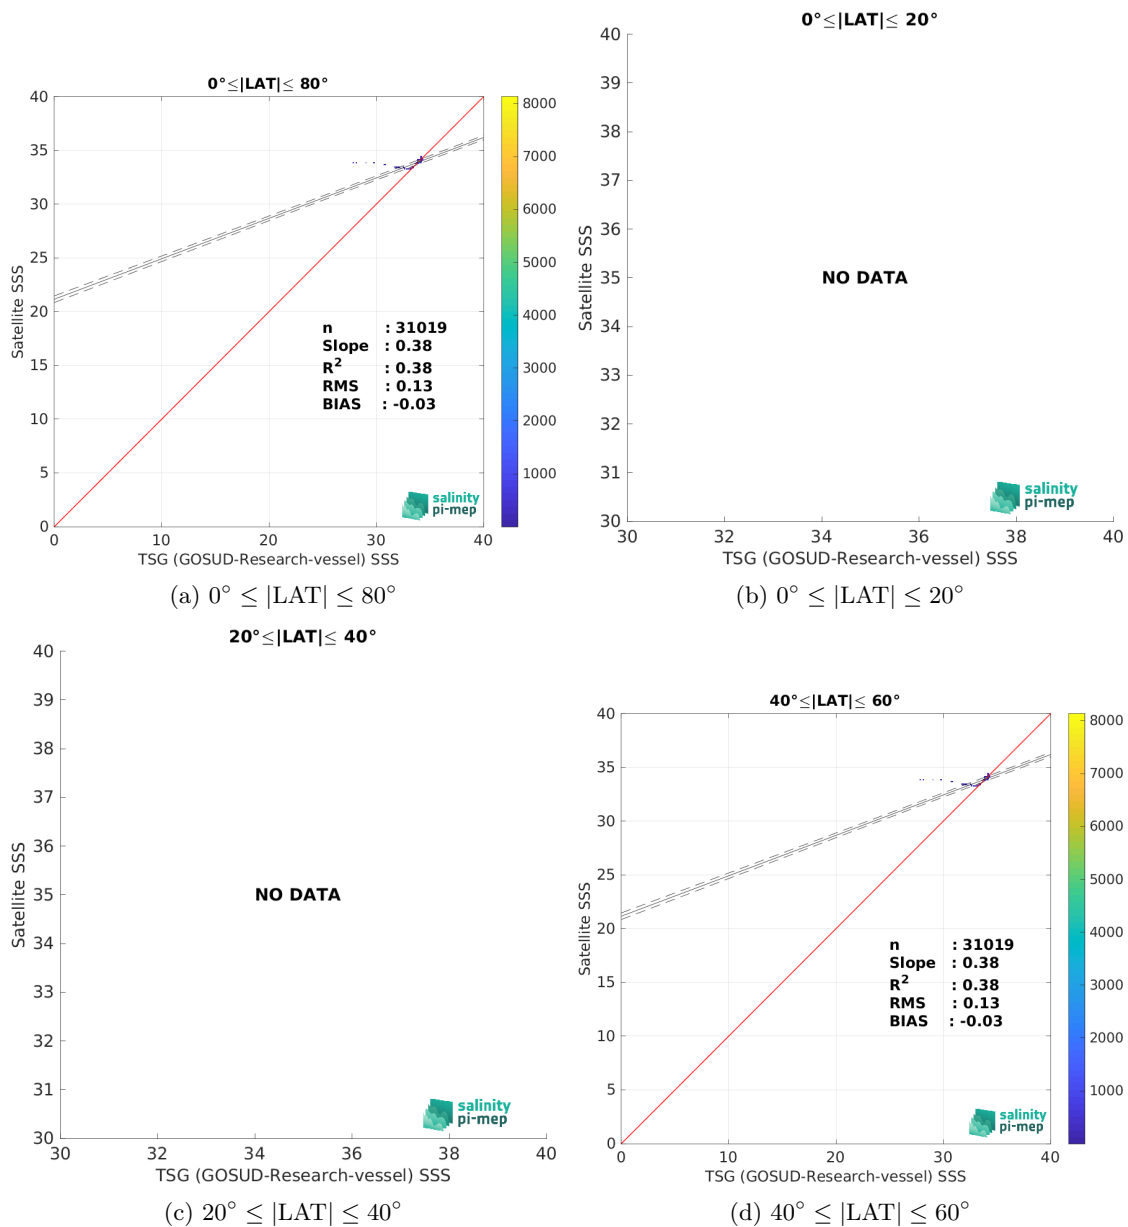 0°≤|LAT|≤ 80°
40
35
30
25
20
15
10
5
0
0
10
20
30
40
Satellite SSS
TSG (GOSUD-Research-vessel) SSS
n : 31019
Slope : 0.38
R² : 0.38
RMS : 0.13
BIAS : -0.03
salinity
pi-mep
8000
7000
6000
5000
4000
3000
2000
1000
(a) 0° ≤ |LAT| ≤ 80°
0°≤|LAT|≤ 20°
40
39
38
37
36
35
34
33
32
31
30
30
32
34
36
38
40
Satellite SSS
TSG (GOSUD-Research-vessel) SSS
NO DATA
salinity
pi-mep
(b) 0° ≤ |LAT| ≤ 20°
20°≤|LAT|≤ 40°
40
39
38
37
36
35
34
33
32
31
30
30
32
34
36
38
40
Satellite SSS
TSG (GOSUD-Research-vessel) SSS
NO DATA
salinity
pi-mep
(c) 20° ≤ |LAT| ≤ 40°
40°≤|LAT|≤ 60°
40
35
30
25
20
15
10
5
0
0
10
20
30
40
Satellite SSS
TSG (GOSUD-Research-vessel) SSS
n : 31019
Slope : 0.38
R² : 0.38
RMS : 0.13
BIAS : -0.03
salinity
pi-mep
8000
7000
6000
5000
4000
3000
2000
1000
(d) 40° ≤ |LAT| ≤ 60°